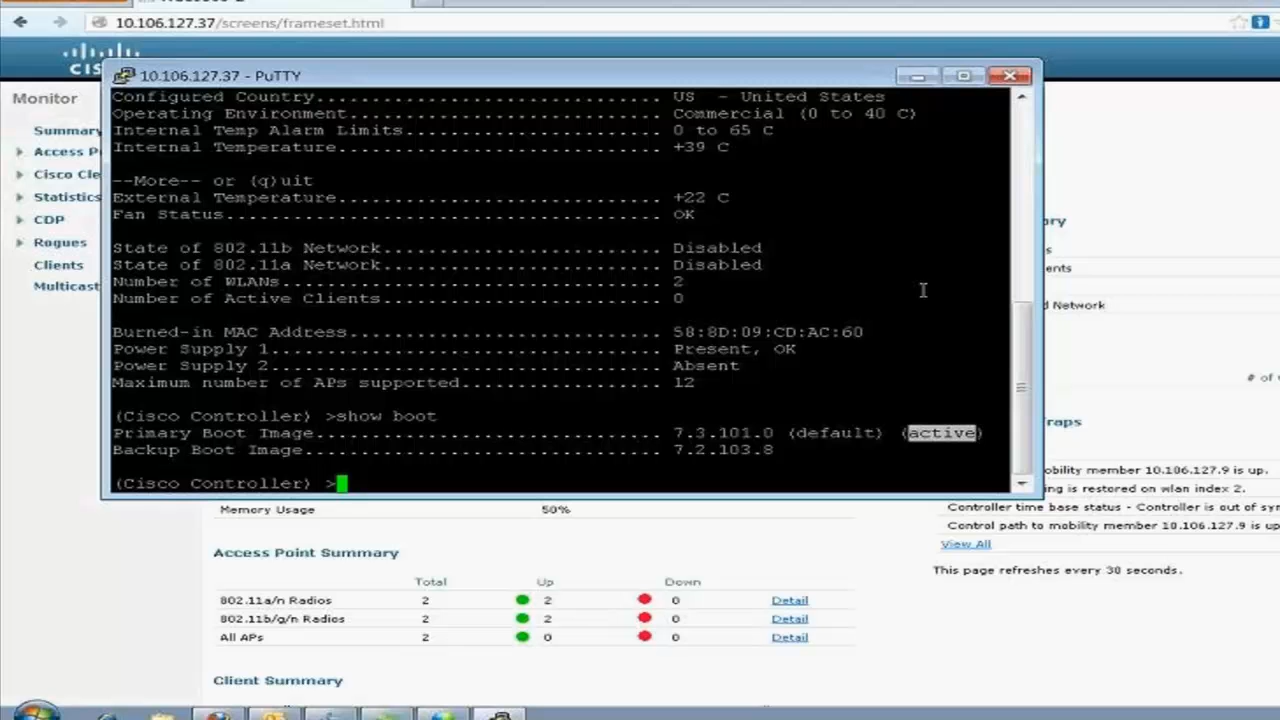 10.106.127.37/screens/frameset.html
10.106.127.37 - PuTTY
Monitor
Summary
Statistics
CDP
Rogues
Clients
Configured Country................................ US - United States
Operating Environment............................ Commercial (0 to 40 C)
Internal Temp Alarm Limits....................... 0 to 65 C
Internal Temperature............................. +39 C
--More-- or (q)uit
External Temperature............................. +22 C
Fan Status....................................... OK
State of 802.11b Network......................... Disabled
State of 802.11a Network......................... Disabled
Number of WLANs.................................. 2
Number of Active Clients......................... 0
Burned-in MAC Address............................ 58:8D:09:CD:AC:60
Power Supply 1................................... Present, OK
Power Supply 2................................... Absent
Maximum number of APs supported.................. 12
(Cisco Controller) >show boot
Primary Boot Image............................... 7.3.101.0 (default) (active)
Backup Boot Image................................ 7.2.103.8
(Cisco Controller) >
d Network
# of
mobility member 10.106.127.9 is up.
is restored on wlan index 2.
Controller time base status - Controller is out of
Control path to mobility member 10.106.127.9 is up
View All
This page refreshes every 30 seconds.
Memory Usage 50%
Access Point Summary
Total Up Down
802.11a/n Radios 2 2 0 Detail
802.11b/g/n Radios 2 2 0 Detail
All APs 2 0 0 Detail
Client Summary